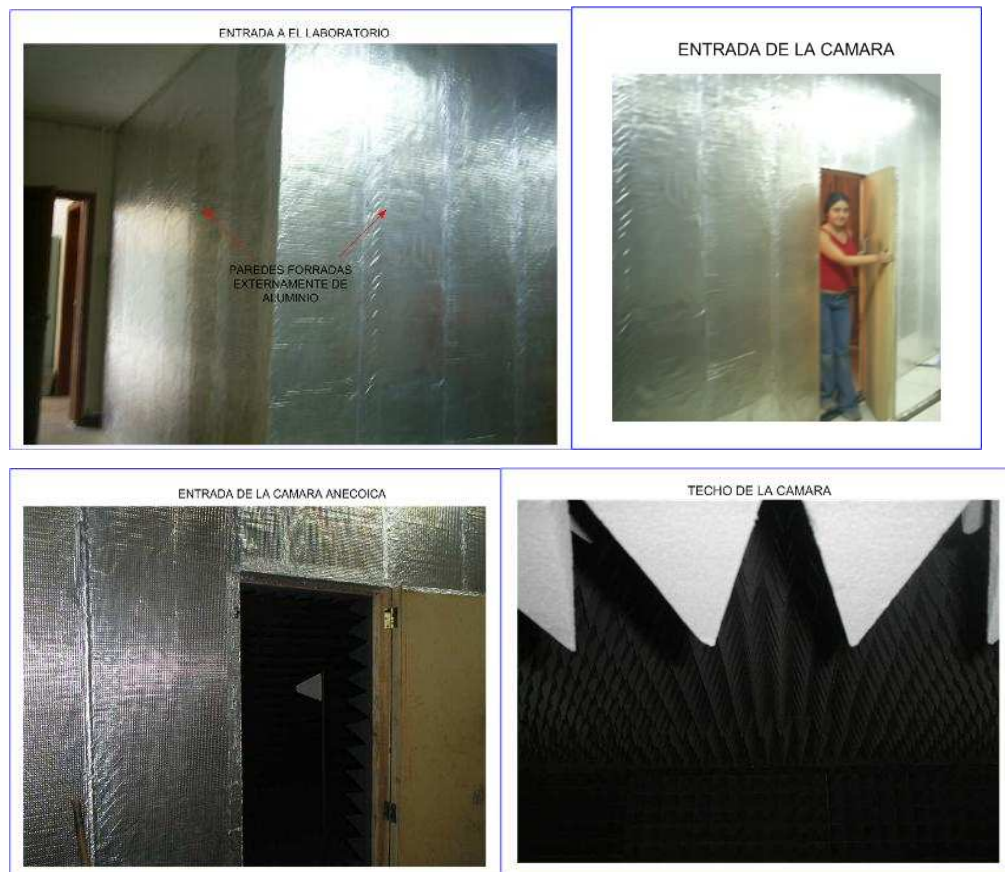 ENTRADA A EL LABORATORIO
ENTRADA DE LA CAMARA
PAREDES FORRADAS
EXTERNAMENTE DE
ALUMINIO
ENTRADA DE LA CAMARA ANECOICA
TECHO DE LA CAMARA